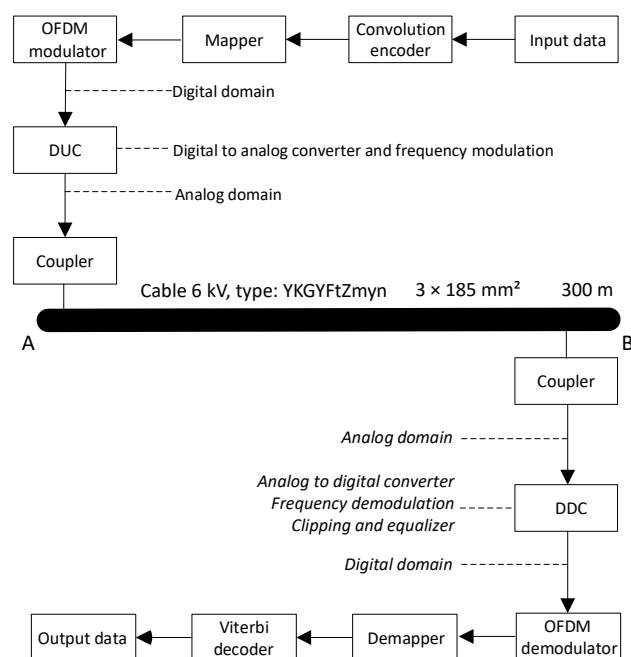 OFDM
modulator
Mapper
Convolution
encoder
Input data
Digital domain
DUC
Digital to analog converter and frequency modulation
Analog domain
Coupler
Cable 6 kV, type: YKGYFtZmyn 3 × 185 mm² 300 m
A
B
Coupler
Analog domain
Analog to digital converter
Frequency demodulation
Clipping and equalizer
DDC
Digital domain
Output data
Viterbi
decoder
Demapper
OFDM
demodulator